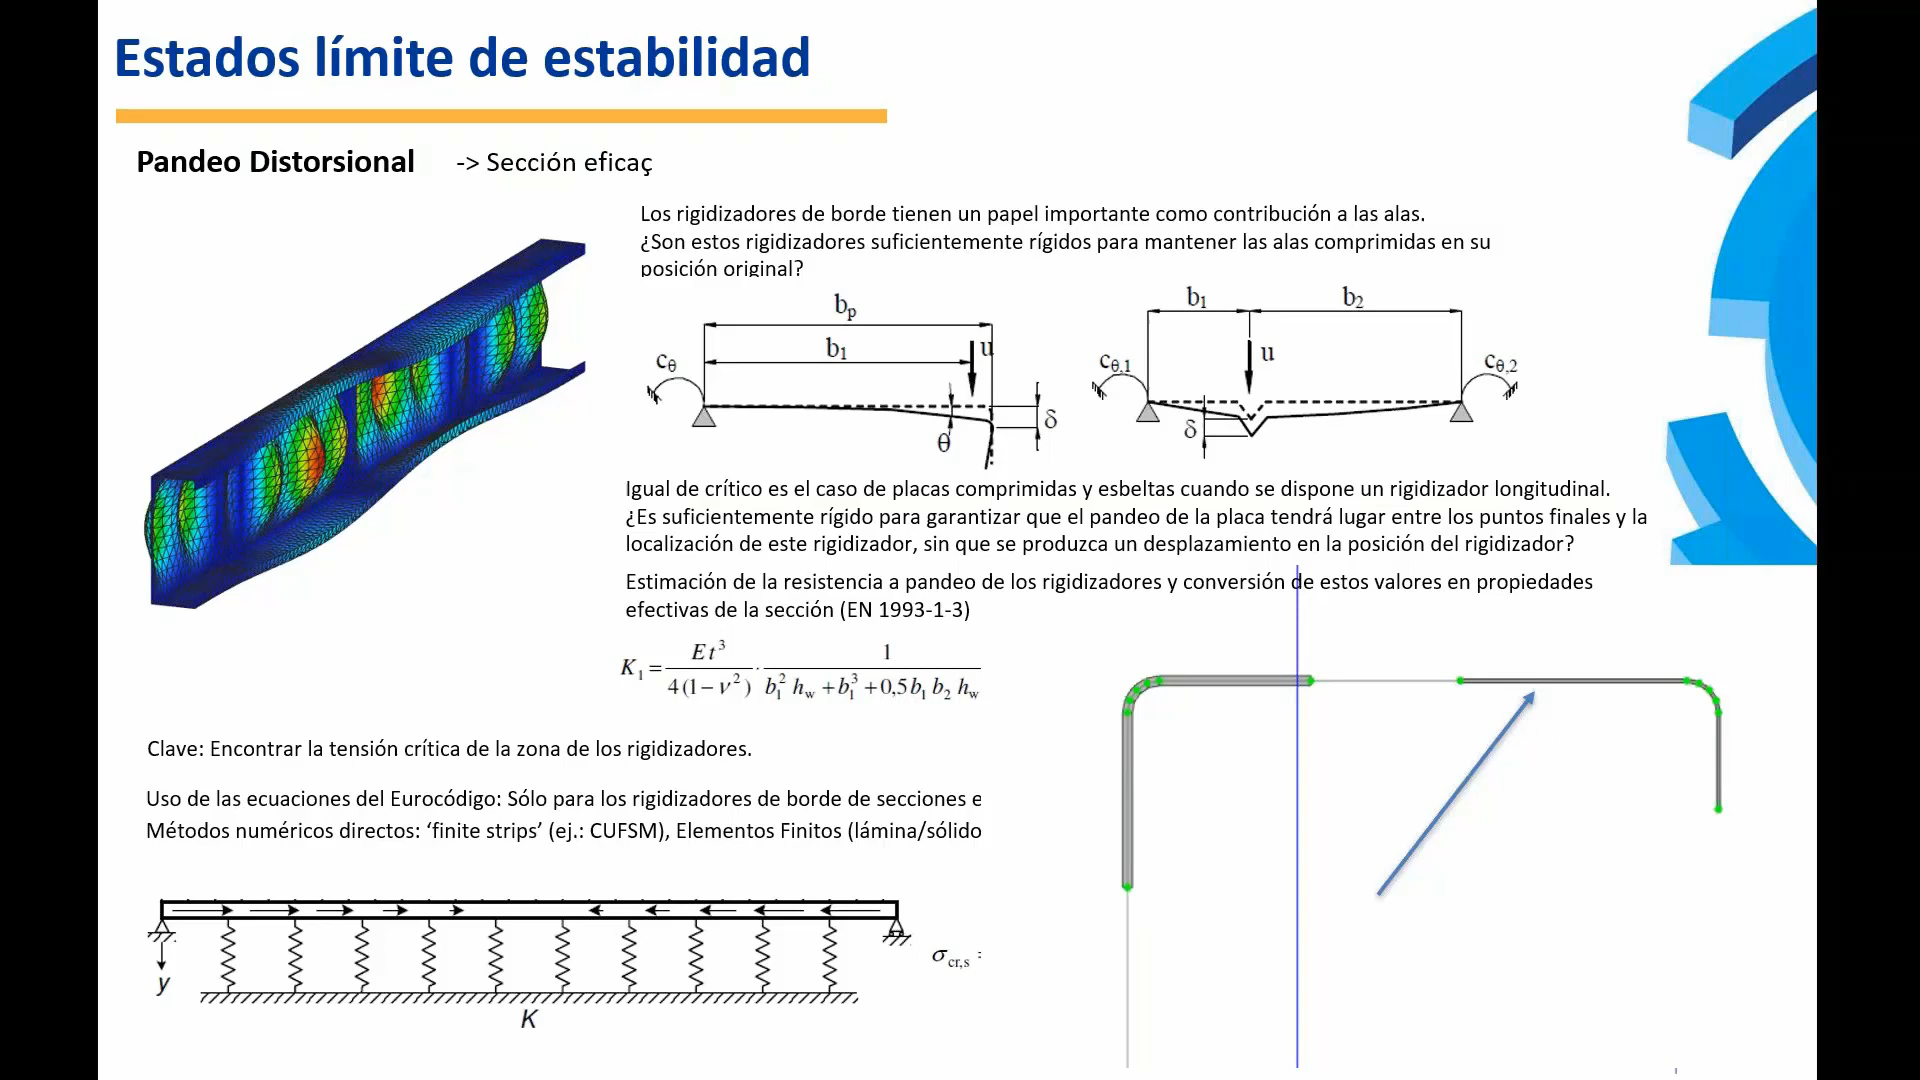 Estados límite de estabilidad
Pandeo Distorsional -> Sección eficaç
Los rigidizadores de borde tienen un papel importante como contribución a las alas.
¿Son estos rigidizadores suficientemente rígidos para mantener las alas comprimidas en su
posición original?
bp
b1
u
cθ
θ
δ
b1
b2
u
cθ,1
cθ,2
δ
Igual de crítico es el caso de placas comprimidas y esbeltas cuando se dispone un rigidizador longitudinal.
¿Es suficientemente rígido para garantizar que el pandeo de la placa tendrá lugar entre los puntos finales y la
localización de este rigidizador, sin que se produzca un desplazamiento en la posición del rigidizador?
Estimación de la resistencia a pandeo de los rigidizadores y conversión de estos valores en propiedades
efectivas de la sección (EN 1993-1-3)
K₁ = E t³ / 4 (1 − ν²) · 1 / b₁² hw + b₁³ + 0,5 b₁ b₂ hw
Clave: Encontrar la tensión crítica de la zona de los rigidizadores.
Uso de las ecuaciones del Eurocódigo: Sólo para los rigidizadores de borde de secciones e
Métodos numéricos directos: ‘finite strips’ (ej.: CUFSM), Elementos Finitos (lámina/sólido
y
K
σcr,s :